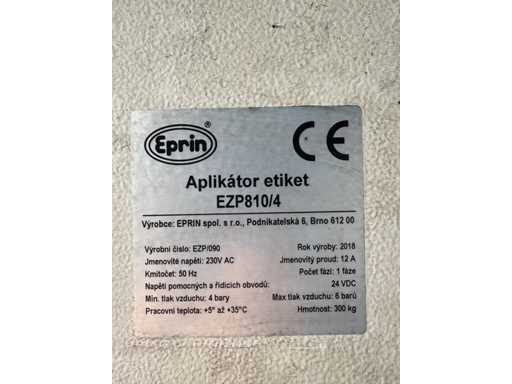 Eprin®
CE
Aplikátor etiket
EZP810/4
Výrobce: EPRIN spol. s r.o., Podnikatelská 6, Brno 612 00
Výrobní číslo: EZP/090 Rok výroby: 2018
Jmenovité napětí: 230V AC Jmenovitý proud: 12 A
Kmitočet: 50 Hz Počet fází: 1 fáze
Napětí pomocných a řídicích obvodů: 24 VDC
Min. tlak vzduchu: 4 bary Max tlak vzduchu: 6 barů
Pracovní teplota: +5° až +35°C Hmotnost: 300 kg